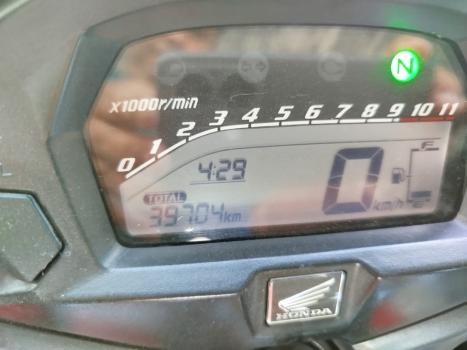 N
x1000r/min
0 1 2 3 4 5 6 7 8 9 10 11
4:29
TOTAL
39704km
0 km/h
F
HONDA